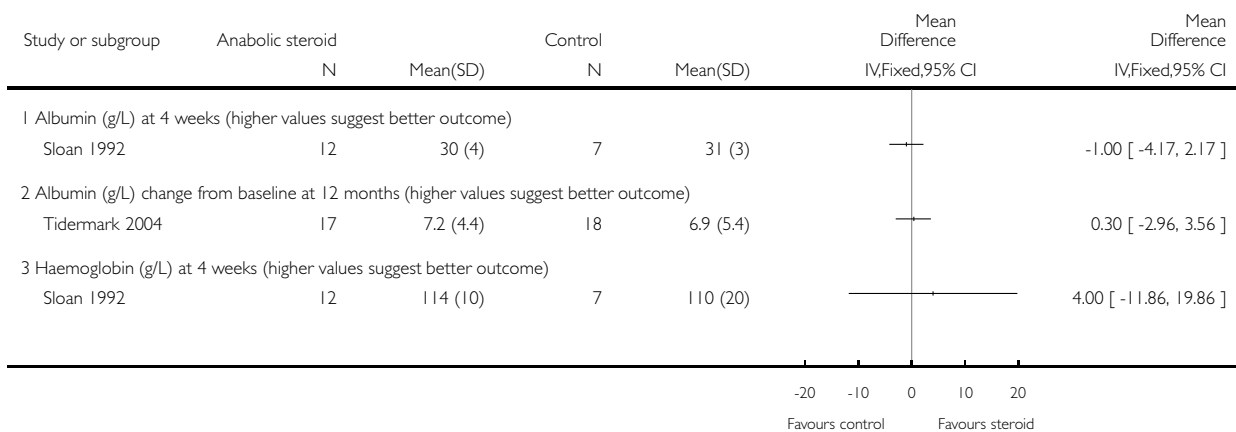 Study or subgroup Anabolic steroid Control Mean Difference Mean Difference
N Mean(SD) N Mean(SD) IV,Fixed,95% CI IV,Fixed,95% CI
1 Albumin (g/L) at 4 weeks (higher values suggest better outcome)
Sloan 1992 12 30 (4) 7 31 (3) -1.00 [ -4.17, 2.17 ]
2 Albumin (g/L) change from baseline at 12 months (higher values suggest better outcome)
Tidermark 2004 17 7.2 (4.4) 18 6.9 (5.4) 0.30 [ -2.96, 3.56 ]
3 Haemoglobin (g/L) at 4 weeks (higher values suggest better outcome)
Sloan 1992 12 114 (10) 7 110 (20) 4.00 [ -11.86, 19.86 ]
-20 -10 0 10 20
Favours control Favours steroid